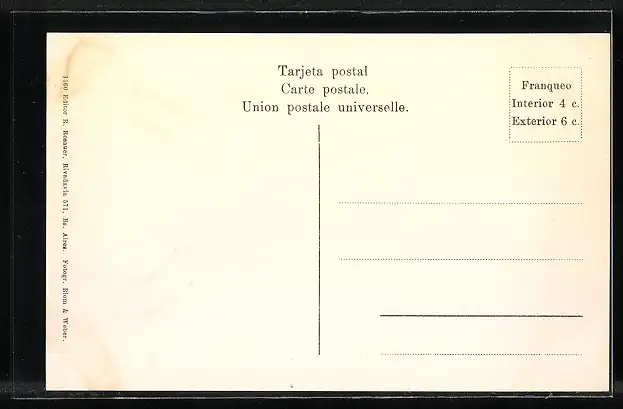 Tarjeta postal
Carte postale.
Union postale universelle.
Franqueo
Interior 4 c.
Exterior 6 c.
1160 Editor R. Rosauer, Rivadavia 571, Bs. Aires. Fotogr. Blom & Weber.